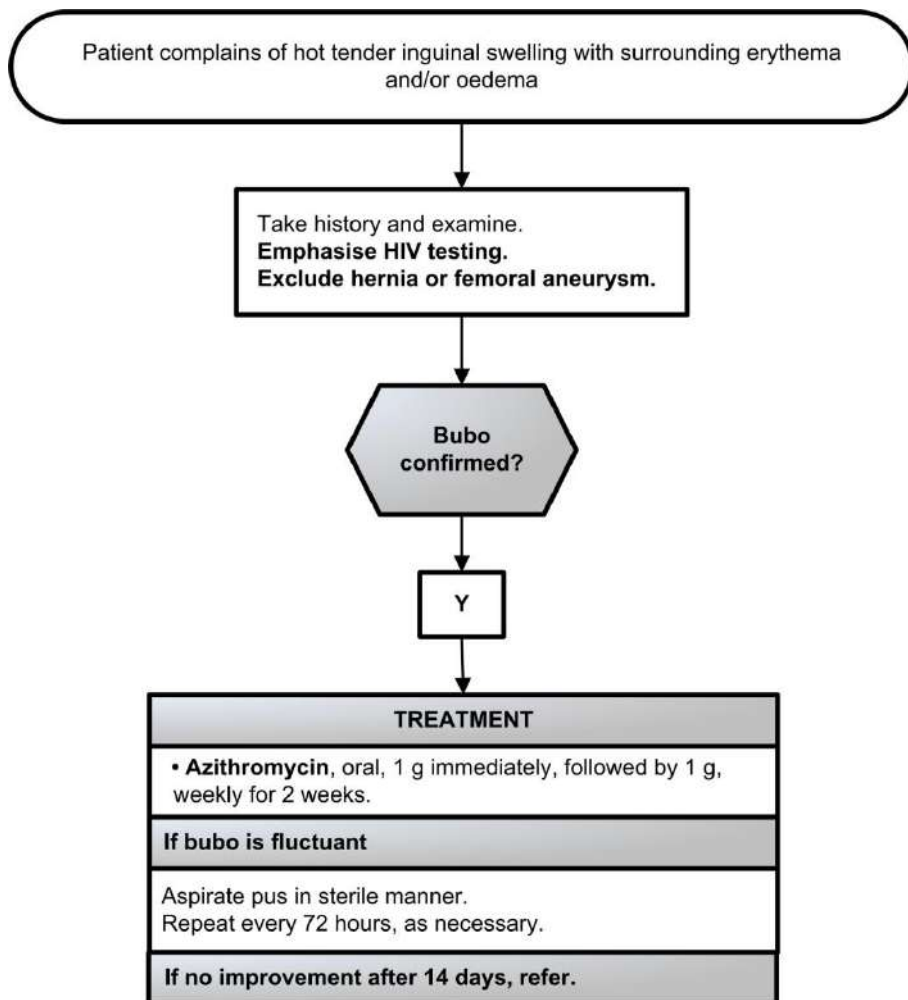 Patient complains of hot tender inguinal swelling with surrounding erythema
and/or oedema
Take history and examine.
Emphasise HIV testing.
Exclude hernia or femoral aneurysm.
Bubo
confirmed?
Y
TREATMENT
• Azithromycin, oral, 1 g immediately, followed by 1 g,
weekly for 2 weeks.
If bubo is fluctuant
Aspirate pus in sterile manner.
Repeat every 72 hours, as necessary.
If no improvement after 14 days, refer.